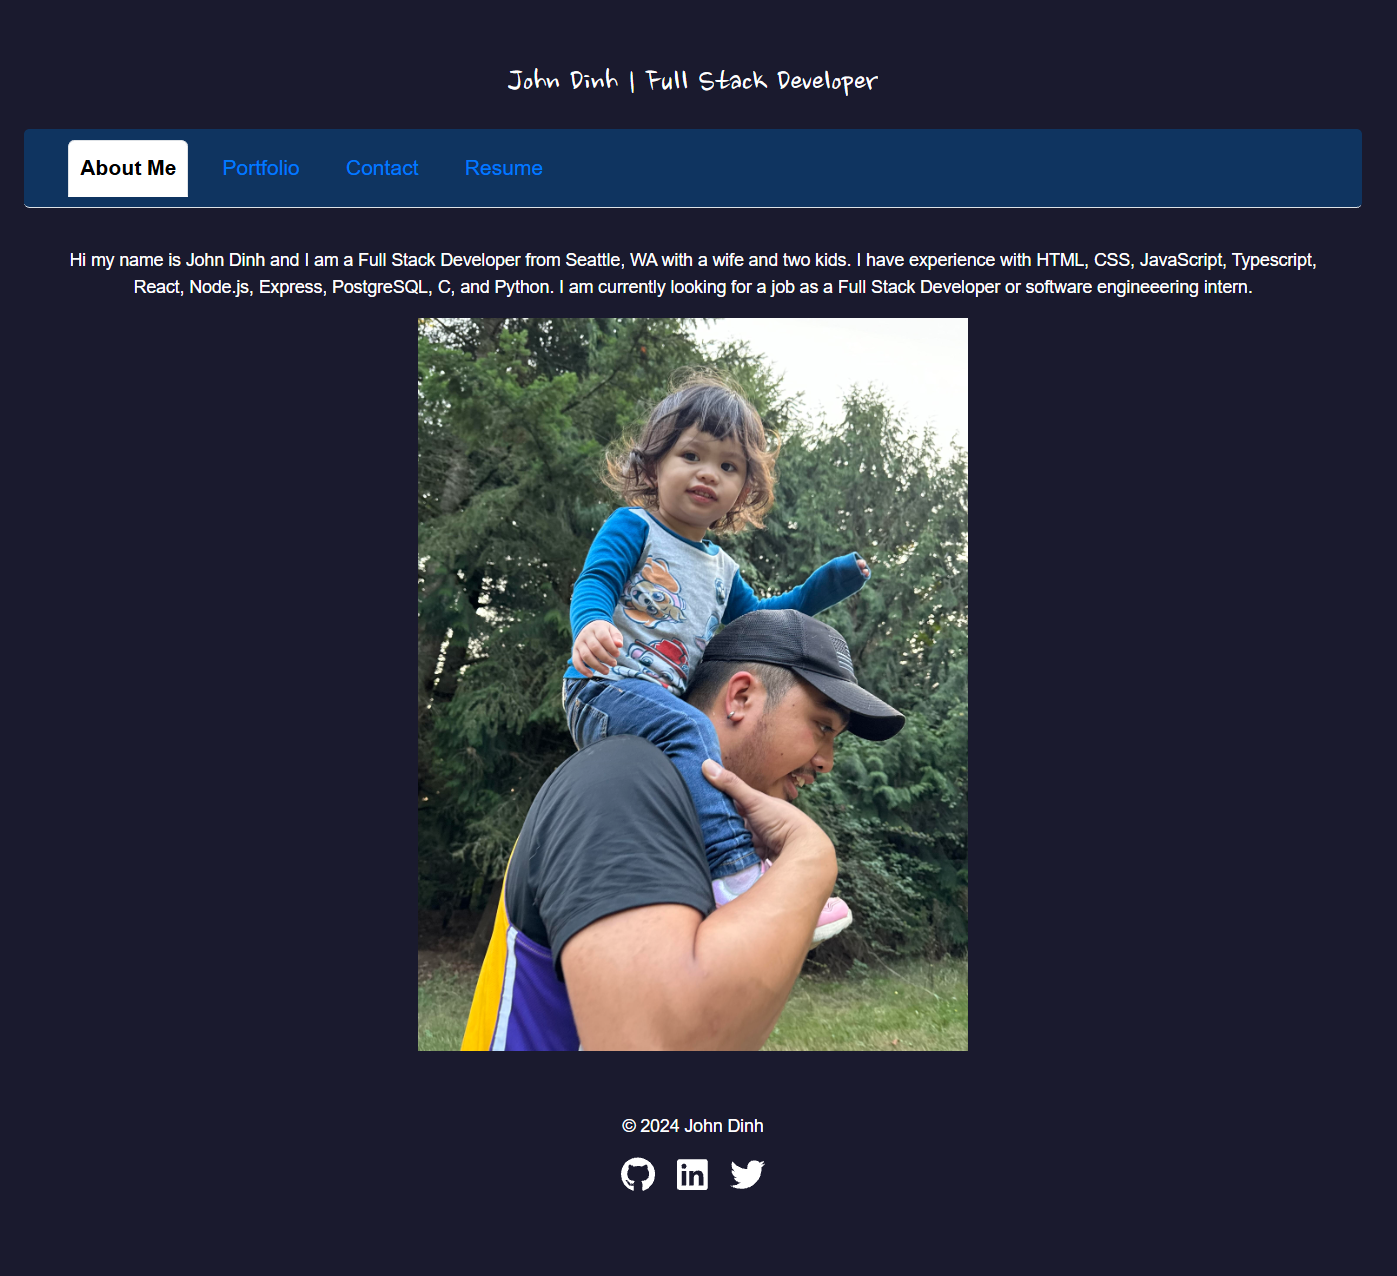 John Dinh | Full Stack Developer
About Me Portfolio Contact Resume
Hi my name is John Dinh and I am a Full Stack Developer from Seattle, WA with a wife and two kids. I have experience with HTML, CSS, JavaScript, Typescript,
React, Node.js, Express, PostgreSQL, C, and Python. I am currently looking for a job as a Full Stack Developer or software engineeering intern.
© 2024 John Dinh
in